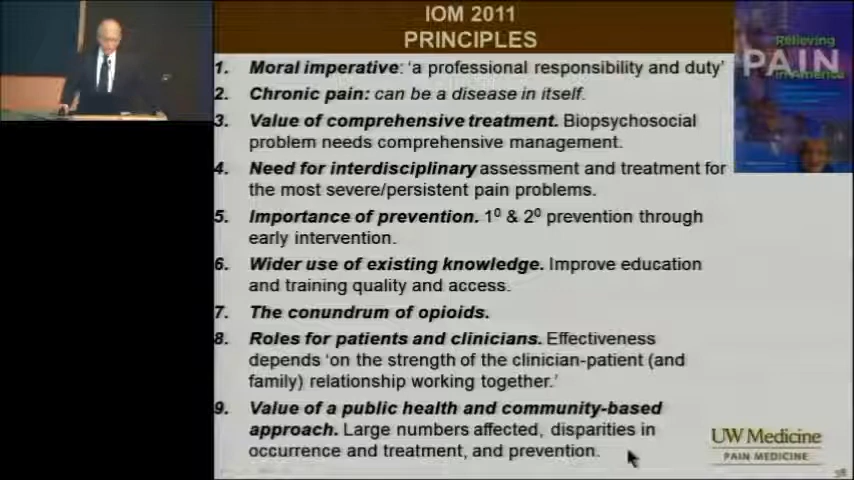 IOM 2011
PRINCIPLES
Relieving
PAIN
in America
1. Moral imperative: 'a professional responsibility and duty'
2. Chronic pain: can be a disease in itself.
3. Value of comprehensive treatment. Biopsychosocial
problem needs comprehensive management.
4. Need for interdisciplinary assessment and treatment for
the most severe/persistent pain problems.
5. Importance of prevention. 1⁰ & 2⁰ prevention through
early intervention.
6. Wider use of existing knowledge. Improve education
and training quality and access.
7. The conundrum of opioids.
8. Roles for patients and clinicians. Effectiveness
depends 'on the strength of the clinician-patient (and
family) relationship working together.'
9. Value of a public health and community-based
approach. Large numbers affected, disparities in
occurrence and treatment, and prevention.
UW Medicine
PAIN MEDICINE